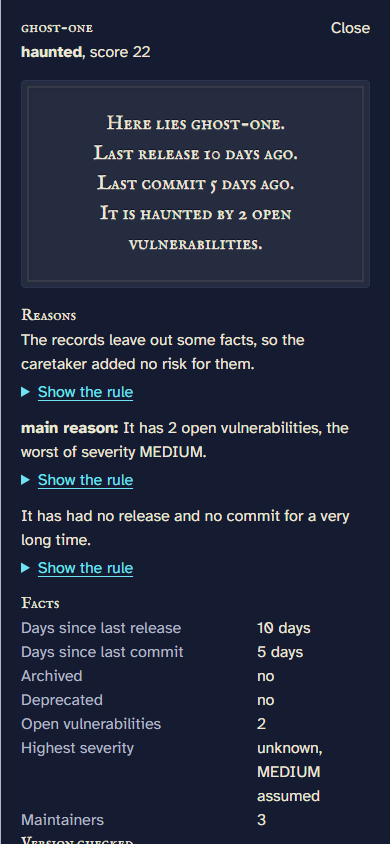 ghost-one
Close
haunted, score 22
Here lies ghost-one.
Last release 10 days ago.
Last commit 5 days ago.
It is haunted by 2 open
vulnerabilities.
Reasons
The records leave out some facts, so the
caretaker added no risk for them.
Show the rule
main reason: It has 2 open vulnerabilities, the
worst of severity MEDIUM.
Show the rule
It has had no release and no commit for a very
long time.
Show the rule
Facts
Days since last release 10 days
Days since last commit 5 days
Archived no
Deprecated no
Open vulnerabilities 2
Highest severity unknown,
MEDIUM
assumed
Maintainers 3
Version checked